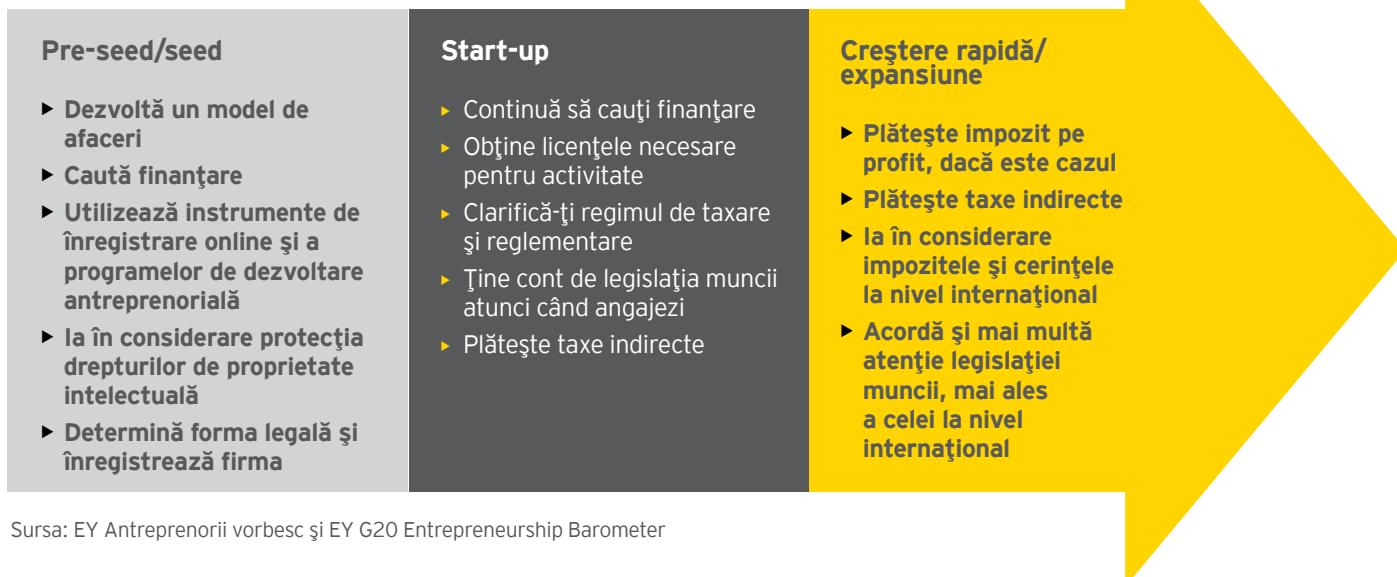 Pre-seed/seed
▸ Dezvoltă un model de
afaceri
▸ Caută finanţare
▸ Utilizează instrumente de
înregistrare online şi a
programelor de dezvoltare
antreprenorială
▸ Ia în considerare protecţia
drepturilor de proprietate
intelectuală
▸ Determină forma legală şi
înregistrează firma
Start-up
▸ Continuă să cauţi finanţare
▸ Obţine licenţele necesare
pentru activitate
▸ Clarifică-ţi regimul de taxare
şi reglementare
▸ Ţine cont de legislaţia muncii
atunci când angajezi
▸ Plăteşte taxe indirecte
Creştere rapidă/
expansiune
▸ Plăteşte impozit pe
profit, dacă este cazul
▸ Plăteşte taxe indirecte
▸ Ia în considerare
impozitele şi cerinţele
la nivel internaţional
▸ Acordă şi mai multă
atenţie legislaţiei
muncii, mai ales
a celei la nivel
internaţional
Sursa: EY Antreprenorii vorbesc şi EY G20 Entrepreneurship Barometer